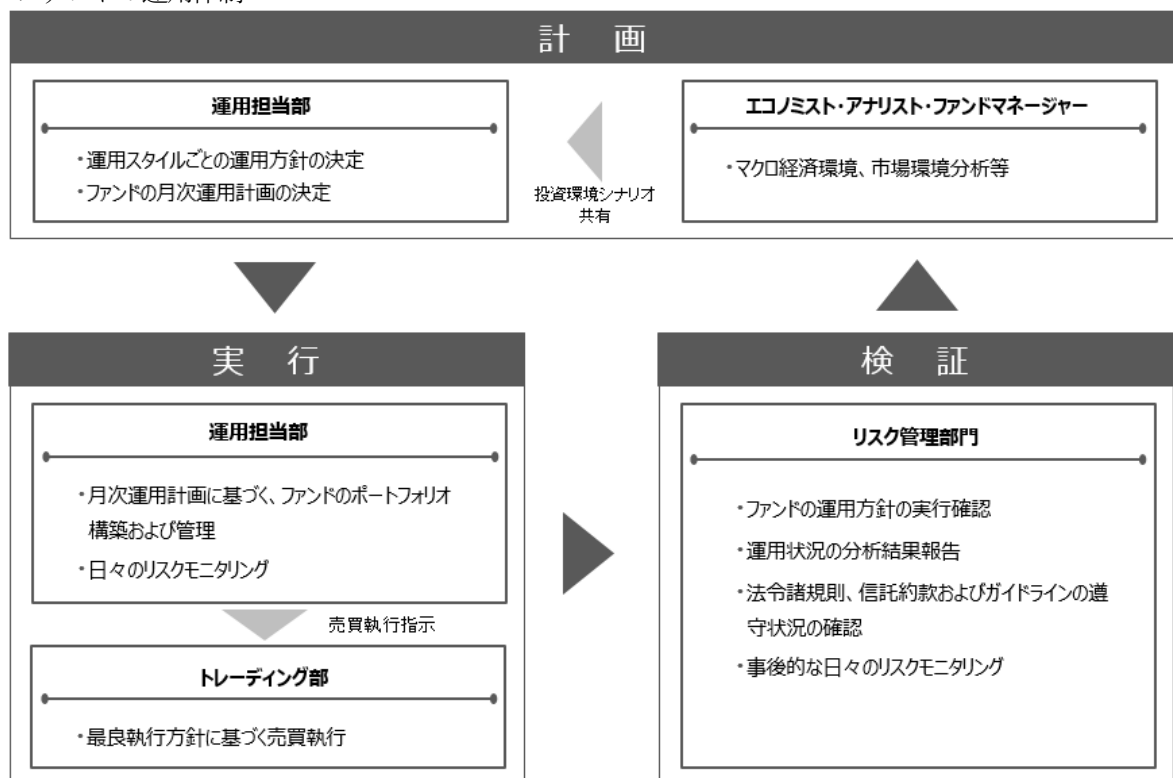 計 画
運用担当部
・運用スタイルごとの運用方針の決定
・ファンドの月次運用計画の決定
投資環境シナリオ
共有
エコノミスト・アナリスト・ファンドマネージャー
・マクロ経済環境、市場環境分析等
実 行
運用担当部
・月次運用計画に基づく、ファンドのポートフォリオ
構築および管理
・日々のリスクモニタリング
売買執行指示
トレーディング部
・最良執行方針に基づく売買執行
検 証
リスク管理部門
・ファンドの運用方針の実行確認
・運用状況の分析結果報告
・法令諸規則、信託約款およびガイドラインの遵
守状況の確認
・事後的な日々のリスクモニタリング